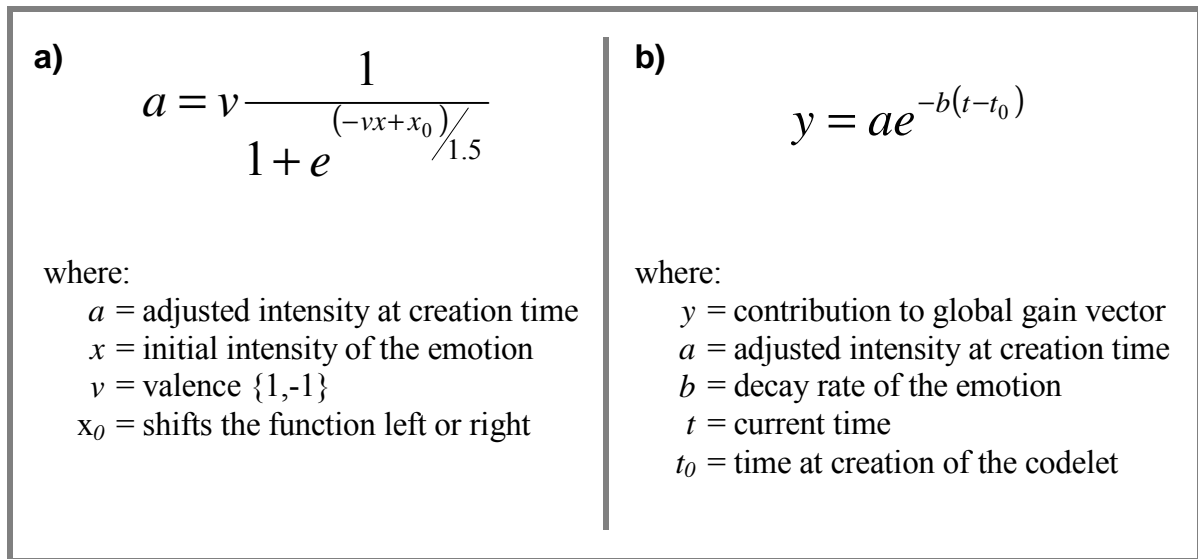 a)
a = v 1 / (1 + e^((-vx + x₀)/1.5))
where:
a = adjusted intensity at creation time
x = initial intensity of the emotion
v = valence {1,-1}
x₀ = shifts the function left or right
b)
y = ae^(-b(t-t₀))
where:
y = contribution to global gain vector
a = adjusted intensity at creation time
b = decay rate of the emotion
t = current time
t₀ = time at creation of the codelet